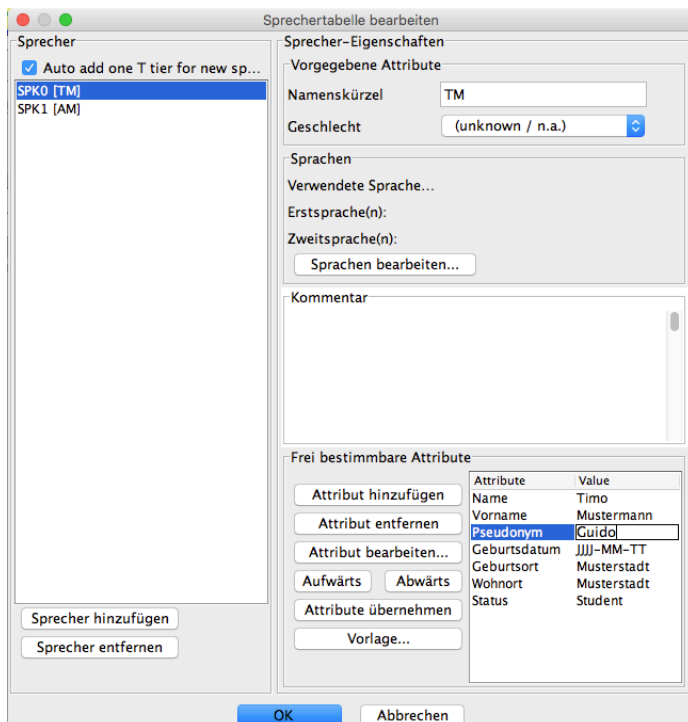 Sprechertabelle bearbeiten
Sprecher
Auto add one T tier for new sp...
SPK0 [TM]
SPK1 [AM]
Sprecher hinzufügen
Sprecher entfernen
Sprecher-Eigenschaften
Vorgegebene Attribute
Namenskürzel TM
Geschlecht (unknown / n.a.)
Sprachen
Verwendete Sprache...
Erstsprache(n):
Zweitsprache(n):
Sprachen bearbeiten...
Kommentar
Frei bestimmbare Attribute
Attribut hinzufügen
Attribut entfernen
Attribut bearbeiten...
Aufwärts Abwärts
Attribute übernehmen
Vorlage...
Attribute Value
Name Timo
Vorname Mustermann
Pseudonym Guido
Geburtsdatum JJJJ-MM-TT
Geburtsort Musterstadt
Wohnort Musterstadt
Status Student
OK Abbrechen